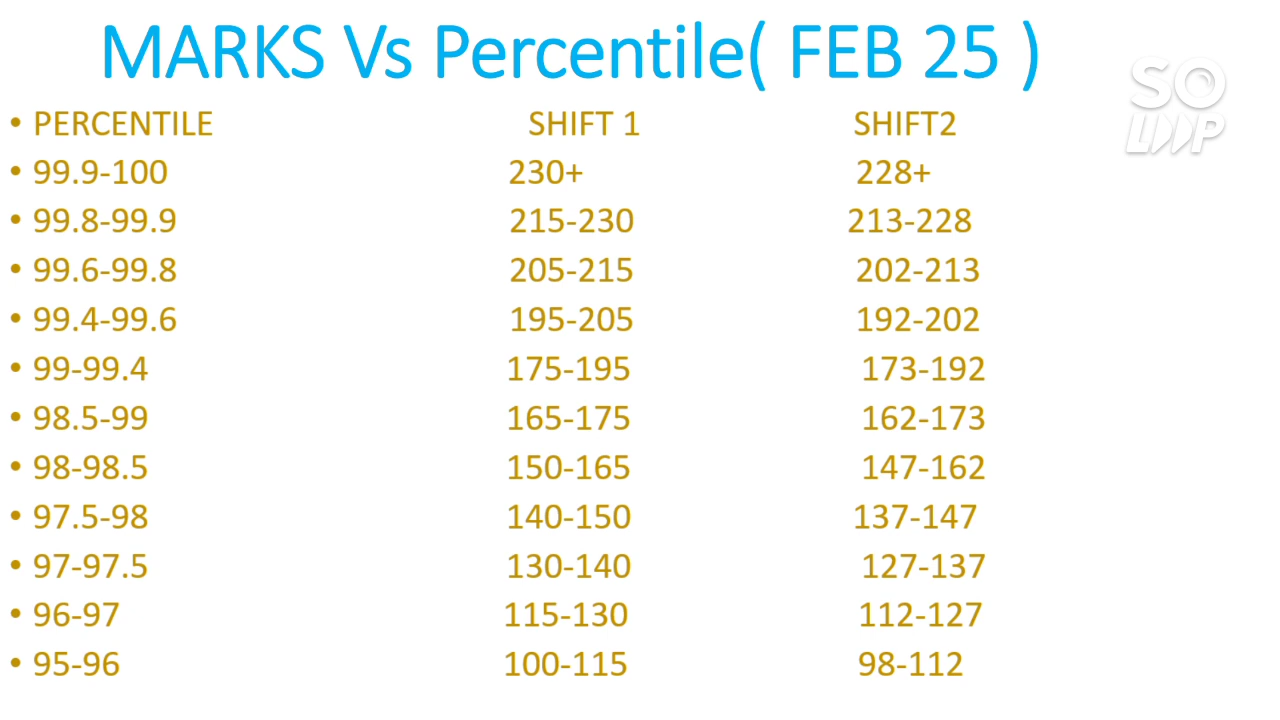 MARKS Vs Percentile( FEB 25 )
SO
LOOP
• PERCENTILE SHIFT 1 SHIFT2
• 99.9-100 230+ 228+
• 99.8-99.9 215-230 213-228
• 99.6-99.8 205-215 202-213
• 99.4-99.6 195-205 192-202
• 99-99.4 175-195 173-192
• 98.5-99 165-175 162-173
• 98-98.5 150-165 147-162
• 97.5-98 140-150 137-147
• 97-97.5 130-140 127-137
• 96-97 115-130 112-127
• 95-96 100-115 98-112